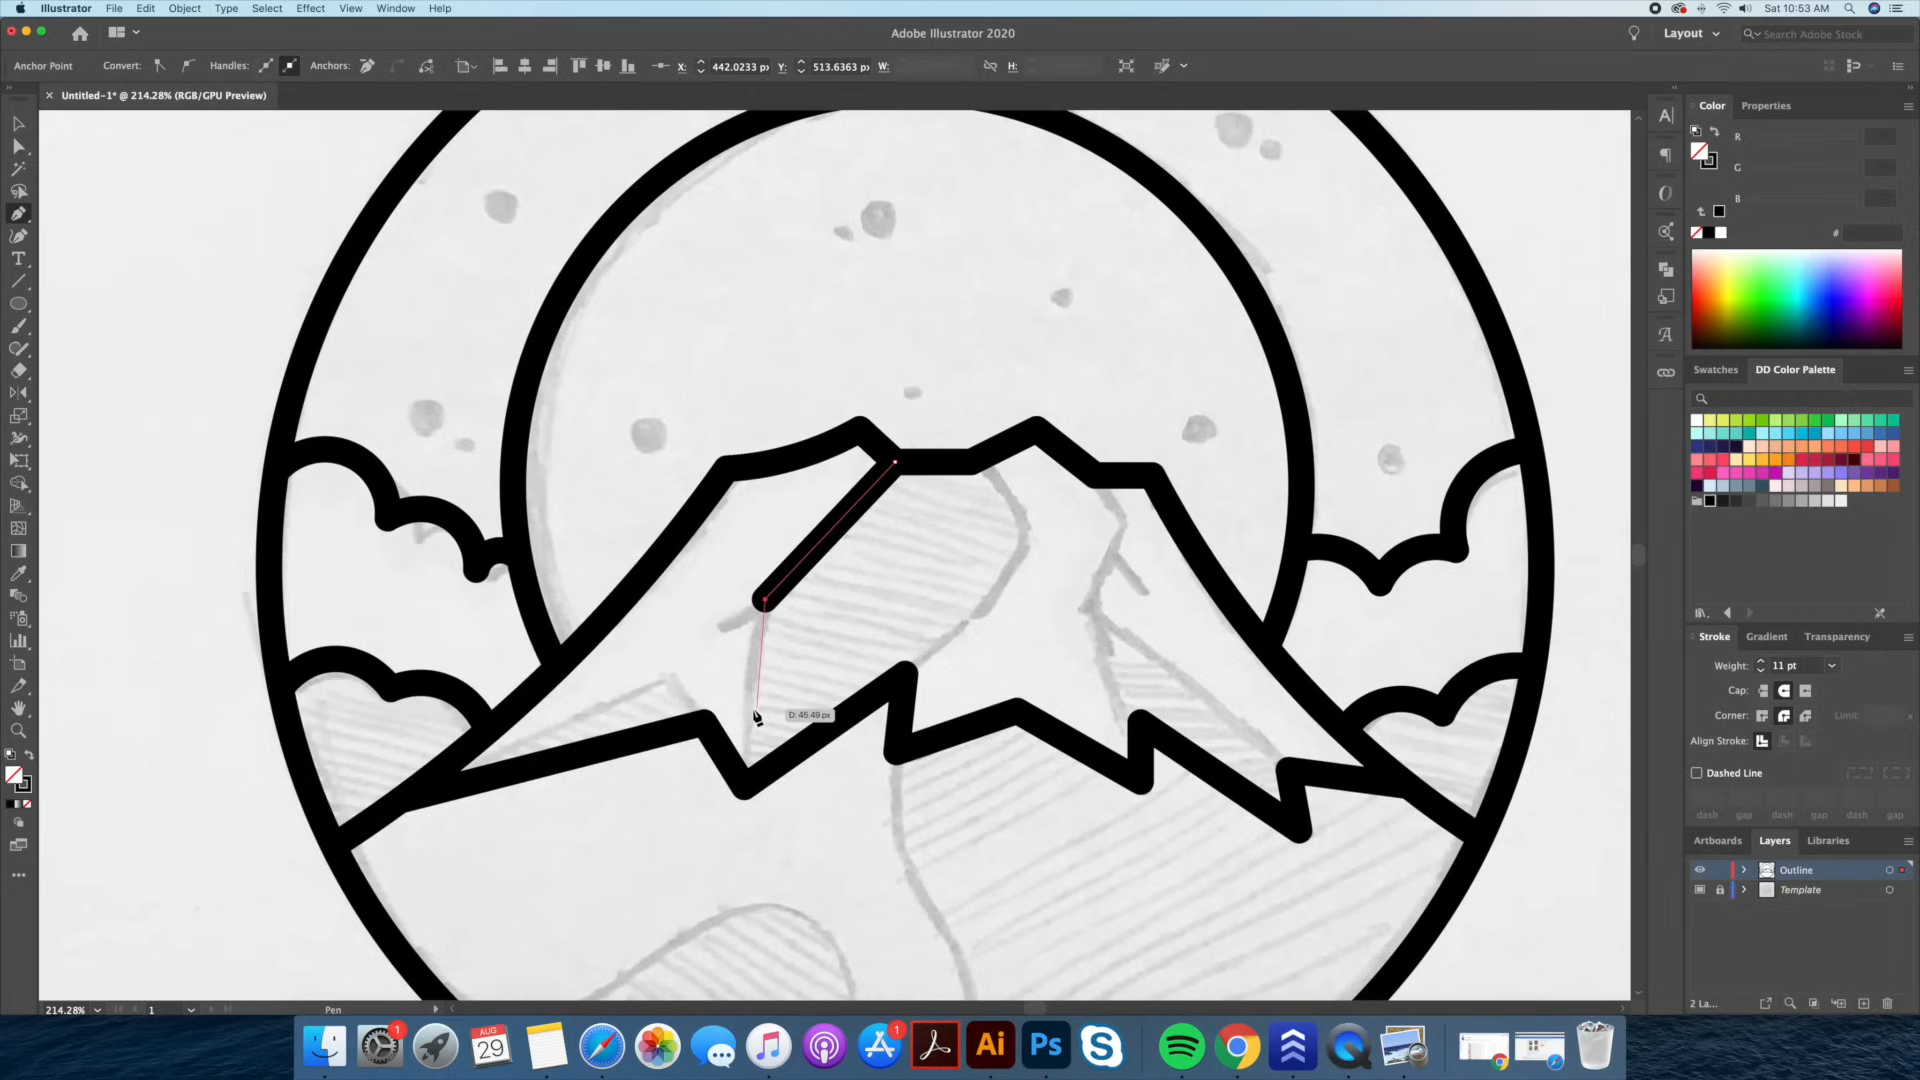 Illustrator File Edit Object Type Select Effect View Window Help
Sat 10:53 AM
Adobe Illustrator 2020
Layout
Search Adobe Stock
Anchor Point Convert: Handles: Anchors: X: 442.0233 px Y: 513.6363 px W: H:
Untitled-1* @ 214.28% (RGB/GPU Preview)
Color Properties
R
G
B
#
Swatches DD Color Palette
Stroke Gradient Transparency
Weight: 11 pt
Cap:
Corner: Limit:
Align Stroke:
Dashed Line
dash gap dash gap dash gap
Artboards Layers Libraries
Outline
Template
2 La...
D: 45.49 px
214.28% 1 Pen
1
AUG
29
1
Ai
Ps